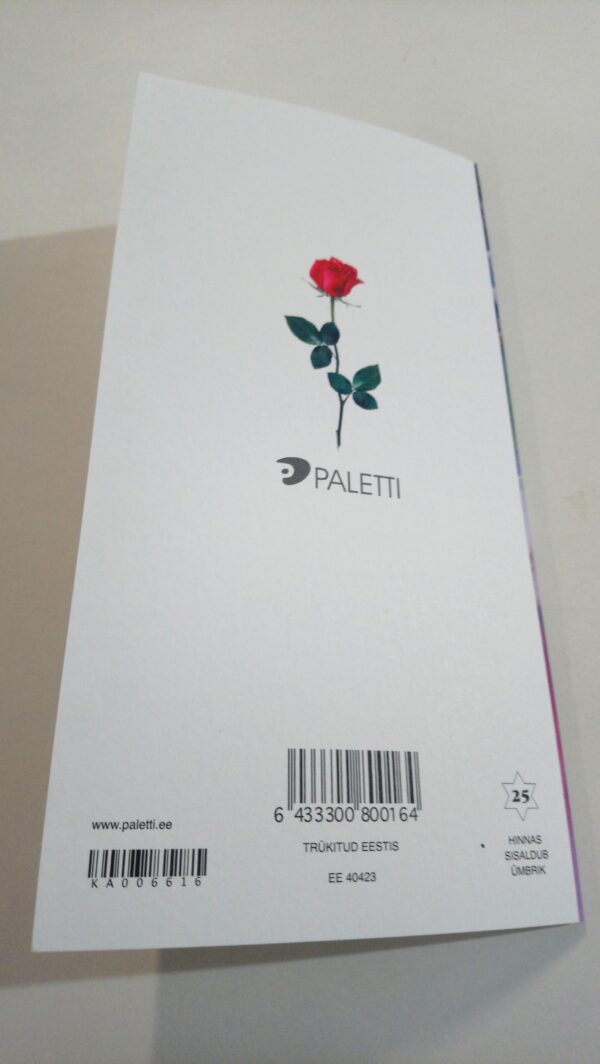 PALETTI
6 433300 800164
TRÜKITUD EESTIS
EE 40423
www.paletti.ee
KA006616
25
HINNAS
SISALDUB
ÜMBRIK